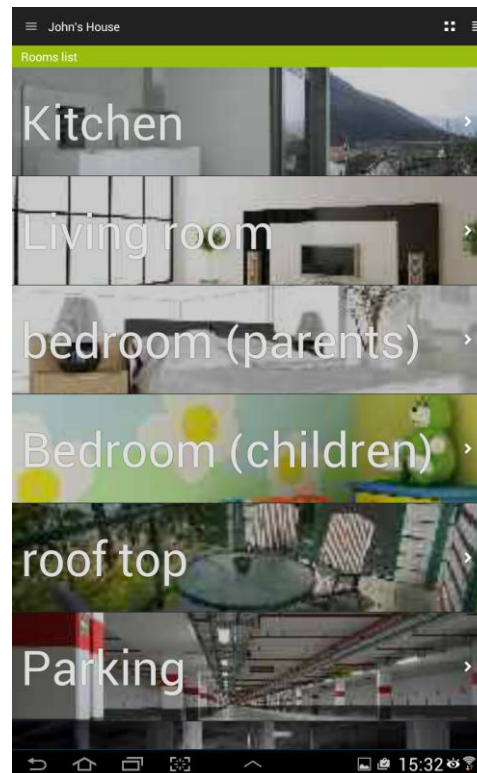 John's House
Rooms list
Kitchen
Living room
bedroom (parents)
Bedroom (children)
roof top
Parking
15:32